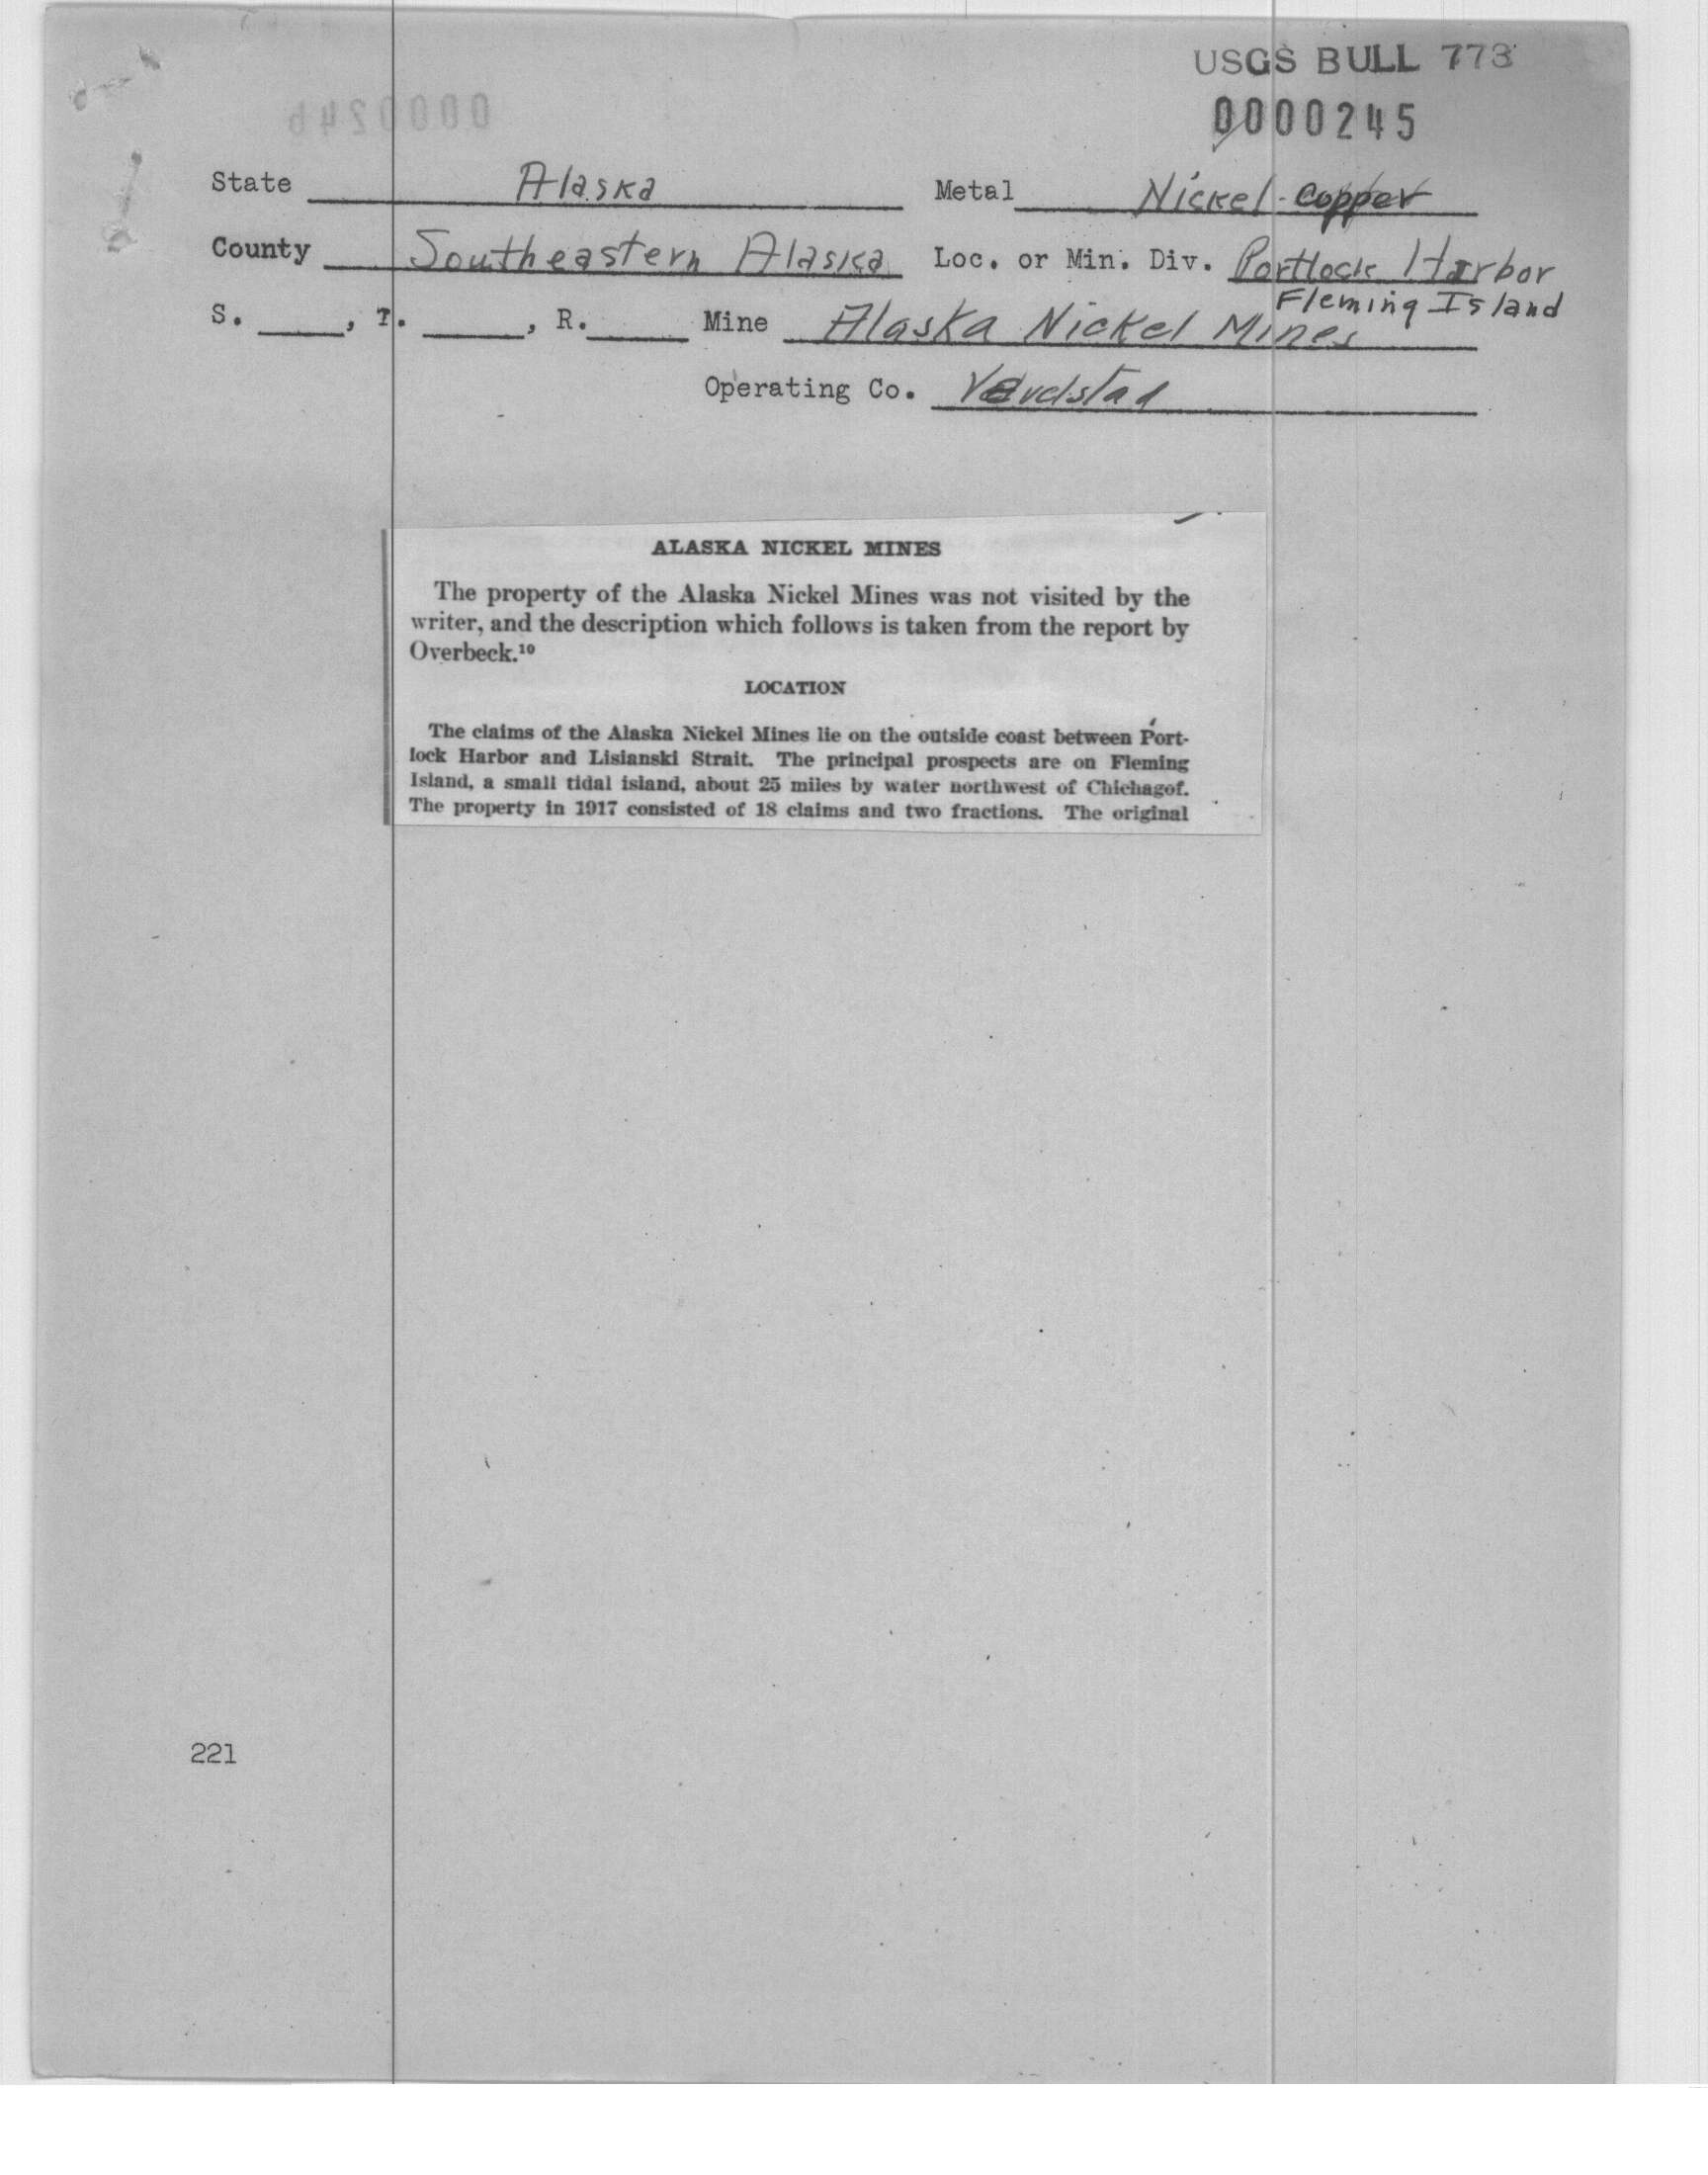 USGS BULL 773
0000245
State Alaska Metal Nickel-Copper
County Southeastern Alaska Loc. or Min. Div. Portlock Harbor
Fleming Island
S. , T. , R. Mine Alaska Nickel Mines
Operating Co.
ALASKA NICKEL MINES
The property of the Alaska Nickel Mines was not visited by the
writer, and the description which follows is taken from the report by
Overbeck.¹⁰
LOCATION
The claims of the Alaska Nickel Mines lie on the outside coast between Port-
lock Harbor and Lisianski Strait. The principal prospects are on Fleming
Island, a small tidal island, about 25 miles by water northwest of Chichagof.
The property in 1917 consisted of 18 claims and two fractions. The original
221